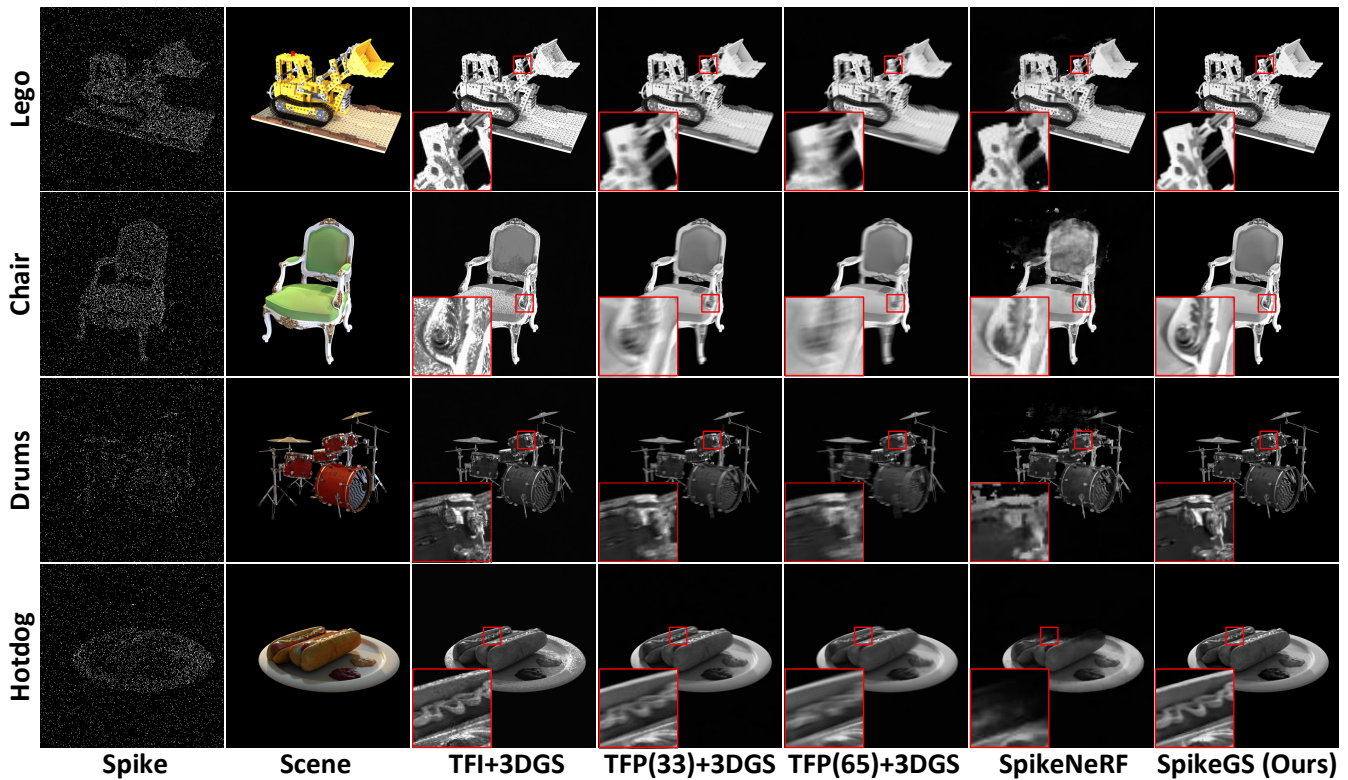 Lego
Chair
Drums
Hotdog
Spike Scene TFI+3DGS TFP(33)+3DGS TFP(65)+3DGS SpikeNeRF SpikeGS (Ours)